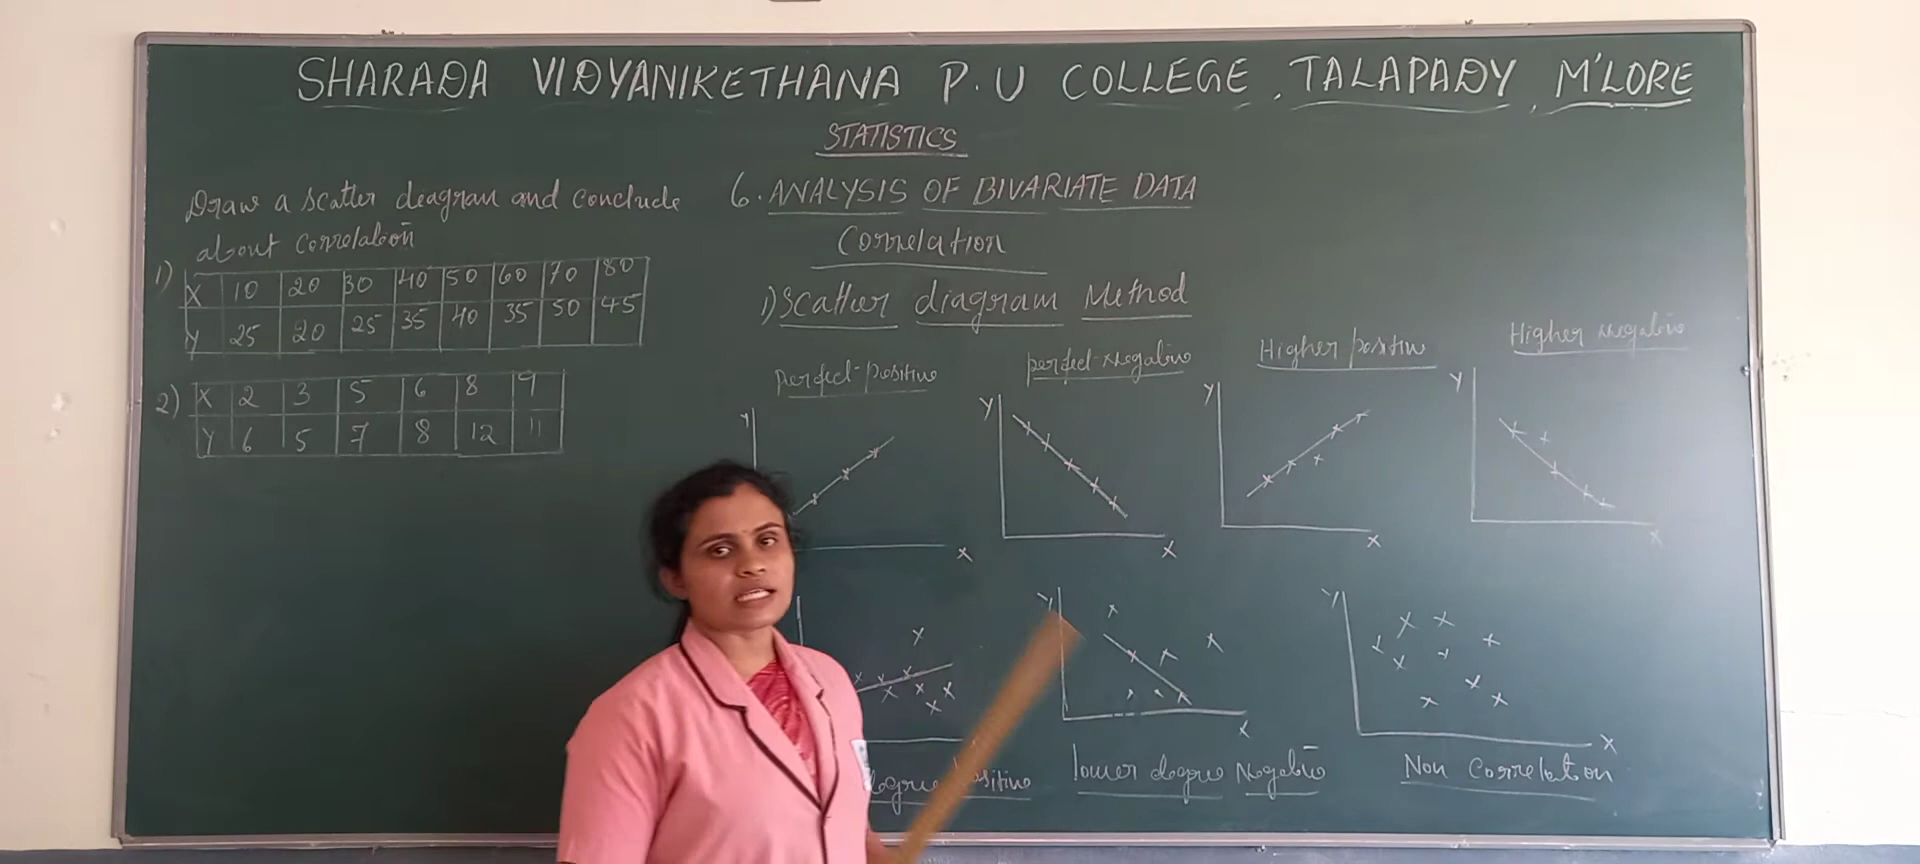 SHARADA VIDYANIKETHANA P.U COLLEGE, TALAPADY, M'LORE
STATISTICS
6. ANALYSIS OF BIVARIATE DATA
Correlation
1) Scatter diagram Method
Draw a scatter deagram and conclude
about correlation
1)
X 10 20 30 40 50 60 70 80
Y 25 20 25 35 40 35 50 45
2)
X 2 3 5 6 8 9
Y 6 5 7 8 12 11
Perfect-positive
perfect-negative
Higher positive
Higher negative
Y
X
Y
X
Y
X
Y
X
Y
X
Y
X
degree positive
lower degree Negative
Non Correlation